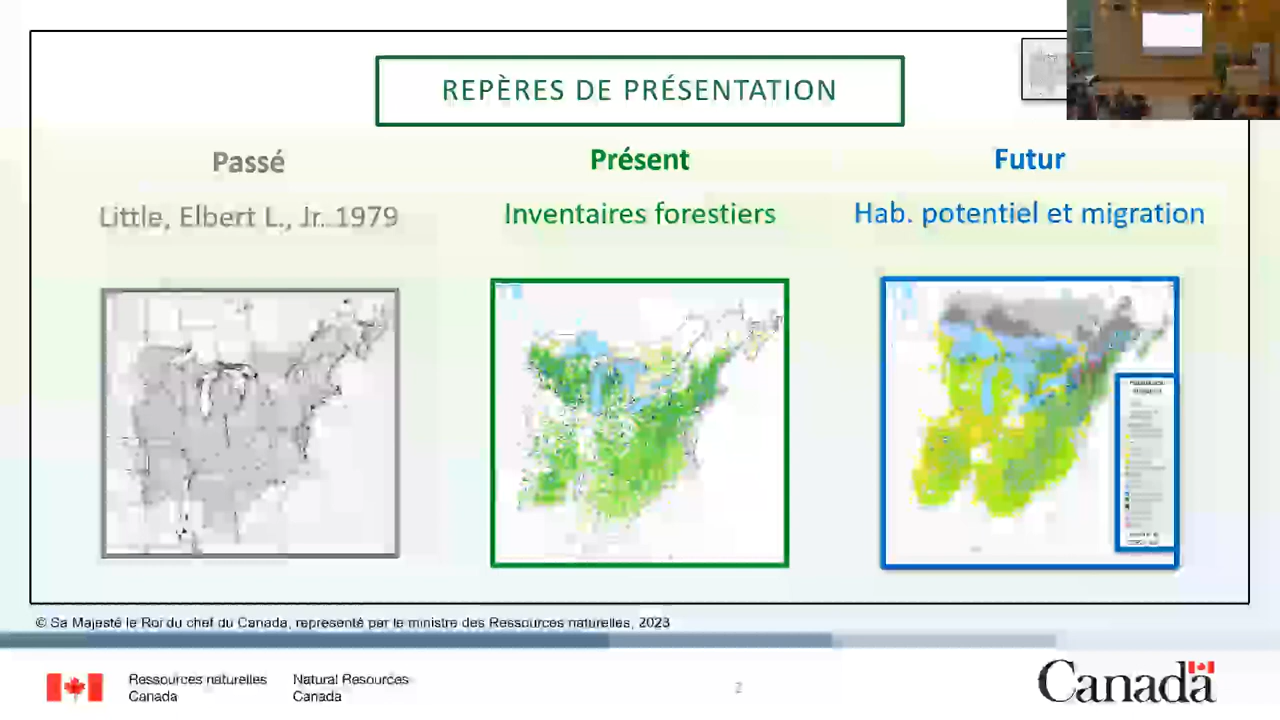 REPÈRES DE PRÉSENTATION
Passé
Présent
Futur
Little, Elbert L., Jr. 1979
Inventaires forestiers
Hab. potentiel et migration
© Sa Majesté le Roi du chef du Canada, représenté par le ministre des Ressources naturelles, 2023
Ressources naturelles
Canada
Natural Resources
Canada
2
Canada